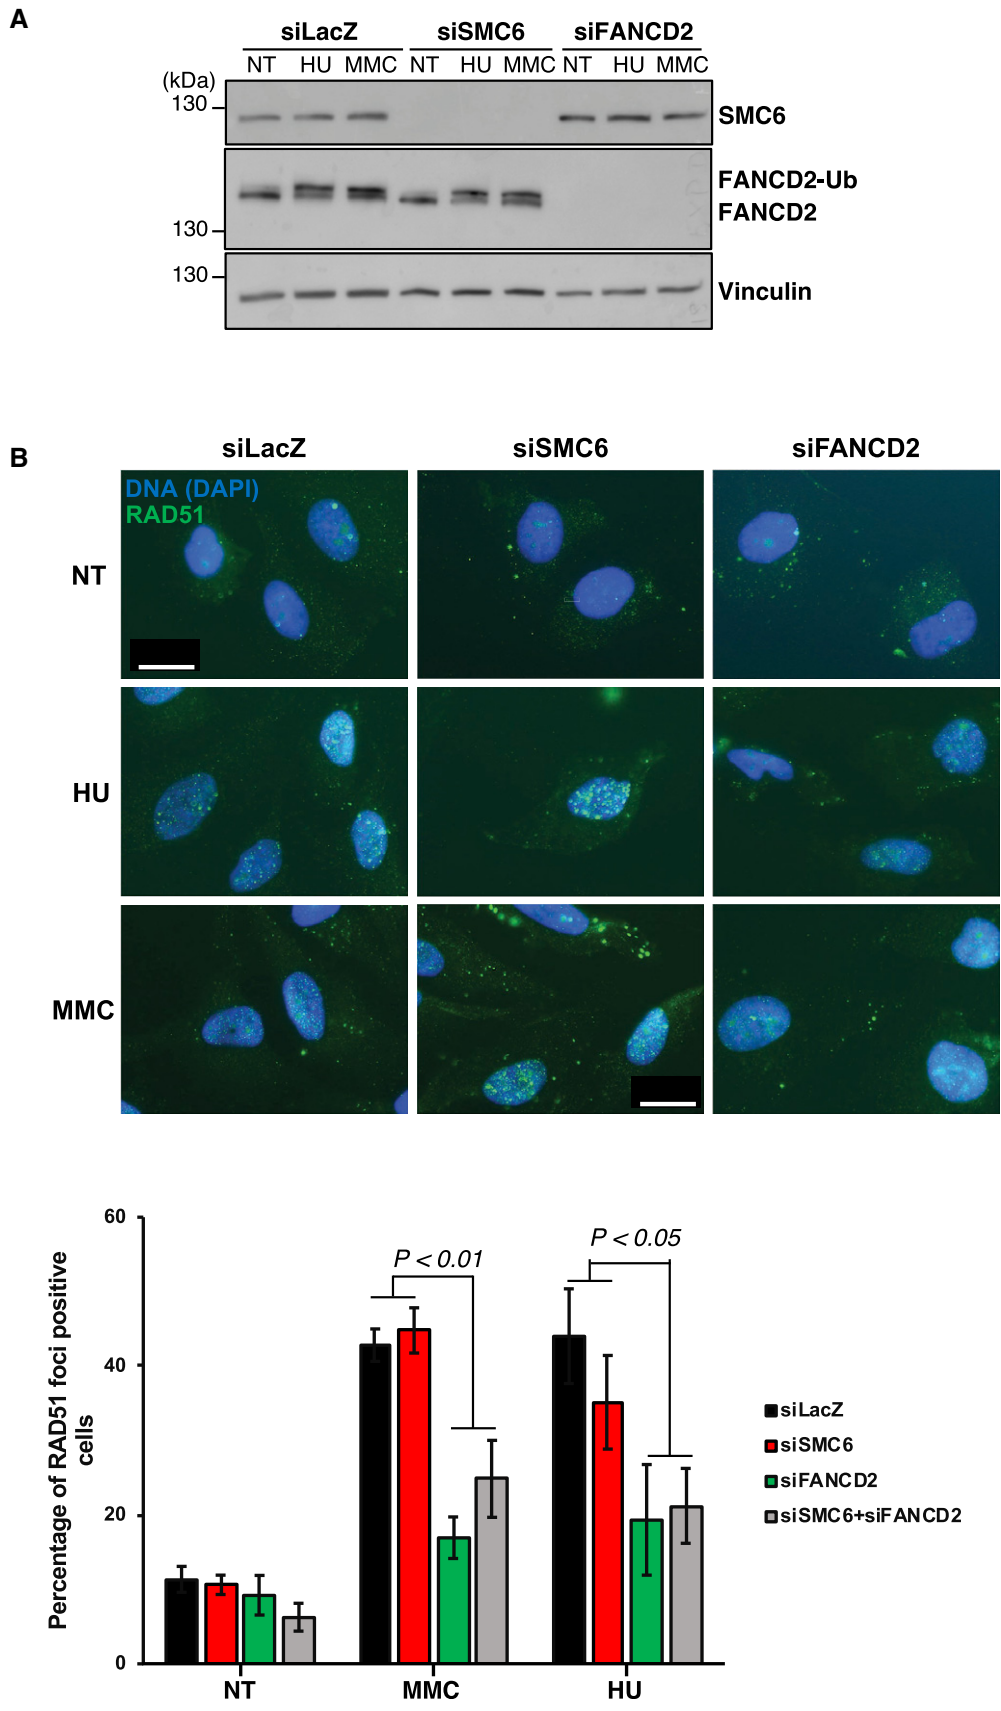 A
siLacZ siSMC6 siFANCD2
NT HU MMC NT HU MMC NT HU MMC
(kDa)
130
SMC6
FANCD2-Ub
FANCD2
130
130
Vinculin
B
siLacZ siSMC6 siFANCD2
DNA (DAPI)
RAD51
NT
HU
MMC
60
40
20
0
Percentage of RAD51 foci positive
cells
P < 0.01
P < 0.05
siLacZ
siSMC6
siFANCD2
siSMC6+siFANCD2
NT MMC HU